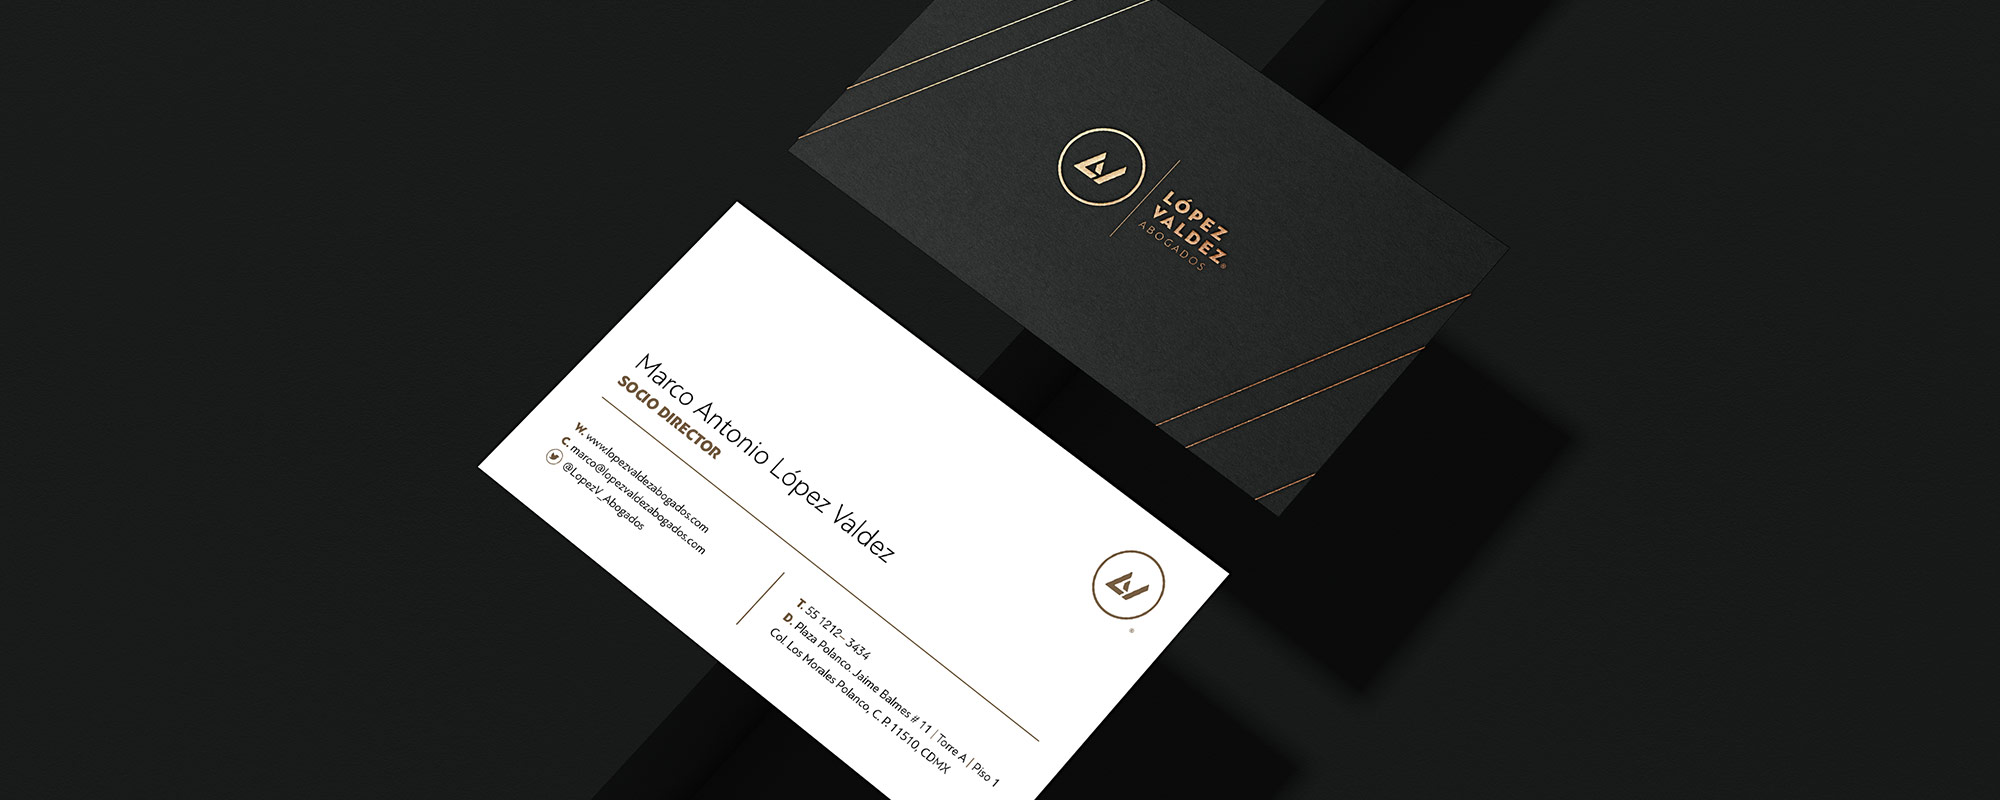 LÓPEZ
VALDEZ®
ABOGADOS
Marco Antonio López Valdez
SOCIO DIRECTOR
W. www.lopezvaldezabogados.com
C. marco@lopezvaldezabogados.com
@LopezV_Abogados
T. 55 1212– 3434
D. Plaza Polanco. Jaime Balmes # 11 | Torre A | Piso 1
Col. Los Morales Polanco, C. P. 11510, CDMX
®